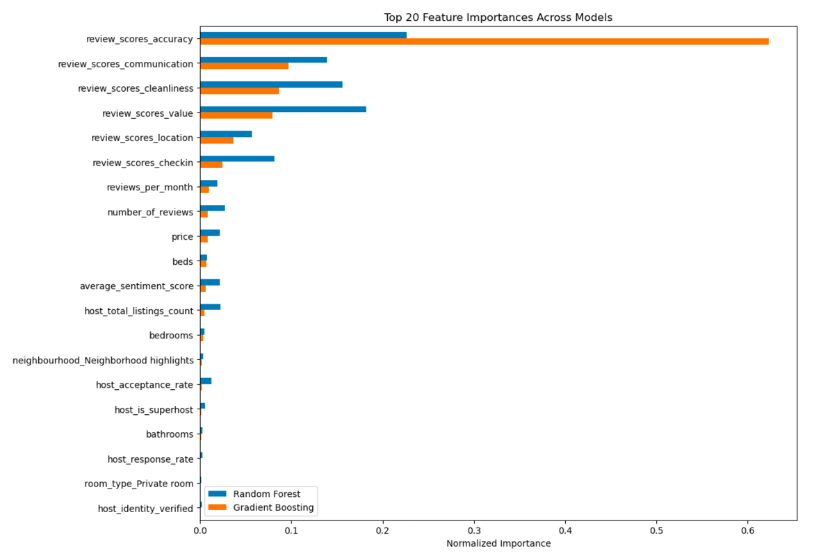 Top 20 Feature Importances Across Models
review_scores_accuracy
review_scores_communication
review_scores_cleanliness
review_scores_value
review_scores_location
review_scores_checkin
reviews_per_month
number_of_reviews
price
beds
average_sentiment_score
host_total_listings_count
bedrooms
neighbourhood_Neighborhood highlights
host_acceptance_rate
host_is_superhost
bathrooms
host_response_rate
room_type_Private room
host_identity_verified
Random Forest
Gradient Boosting
0.0 0.1 0.2 0.3 0.4 0.5 0.6
Normalized Importance